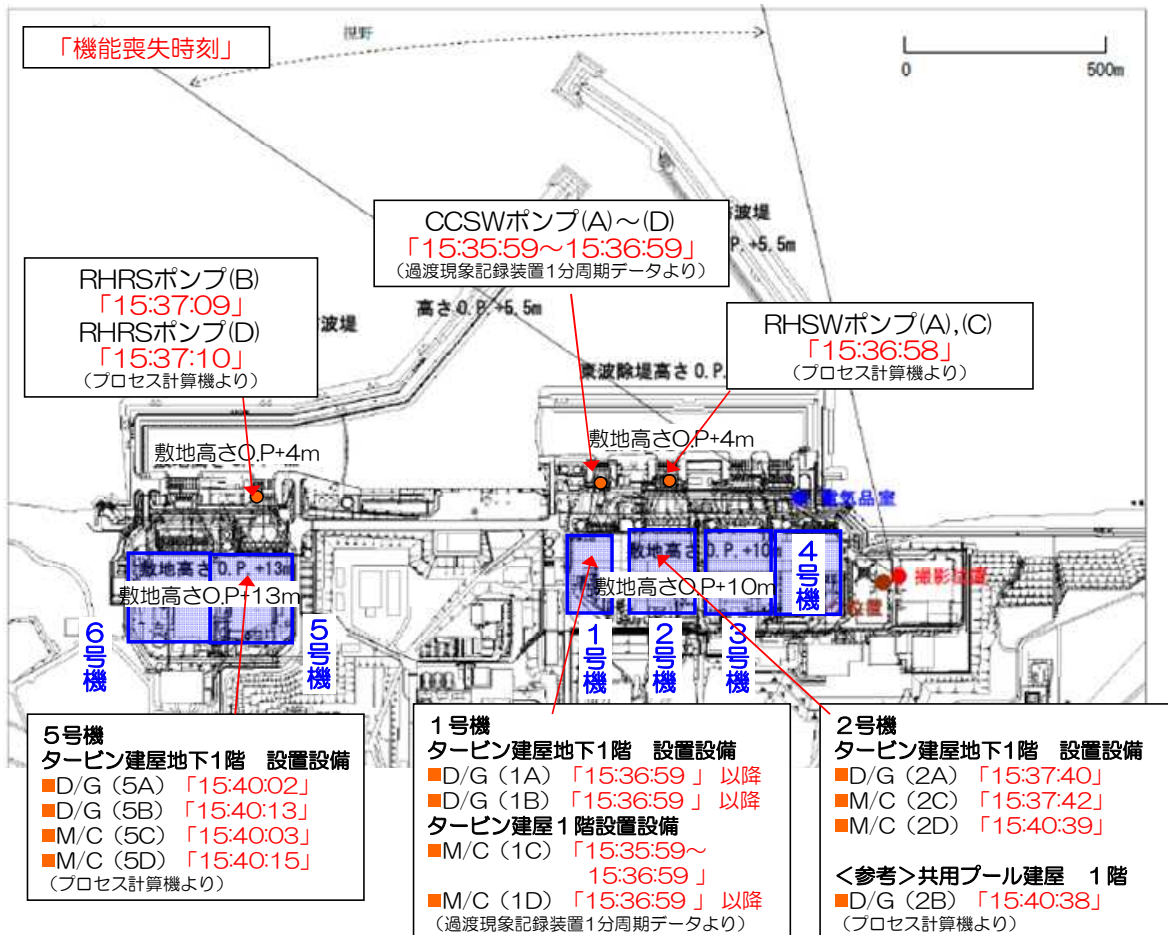 「機能喪失時刻」
視野
0
500m
CCSWポンプ(A)～(D)
「15:35:59～15:36:59」
（過渡現象記録装置1分周期データより）
波堤
P.+5.5m
RHRSポンプ(B)
「15:37:09」
RHRSポンプ(D)
「15:37:10」
（プロセス計算機より）
高さO.P.+5.5m
波堤
RHSWポンプ(A),(C)
「15:36:58」
（プロセス計算機より）
東波除堤高さO.P.
敷地高さO.P+4m
敷地高さO.P+4m
電気品室
敷地高さ O.P.+13m
敷地高さO.P+13m
敷地高さ O.P.+10m
敷地高さO.P+10m
撮影位置
位置
6号機
5号機
1号機
2号機
3号機
4号機
5号機
タービン建屋地下1階　設置設備
■D/G（5A）「15:40:02」
■D/G（5B）「15:40:13」
■M/C（5C）「15:40:03」
■M/C（5D）「15:40:15」
（プロセス計算機より）
1号機
タービン建屋地下1階　設置設備
■D/G（1A）「15:36:59 」以降
■D/G（1B）「15:36:59 」以降
タービン建屋1階設置設備
■M/C（1C）「15:35:59～
15:36:59 」
■M/C（1D）「15:36:59 」以降
（過渡現象記録装置1分周期データより）
2号機
タービン建屋地下1階　設置設備
■D/G（2A）「15:37:40」
■M/C（2C）「15:37:42」
■M/C（2D）「15:40:39」
＜参考＞共用プール建屋　1階
■D/G（2B）「15:40:38」
（プロセス計算機より）